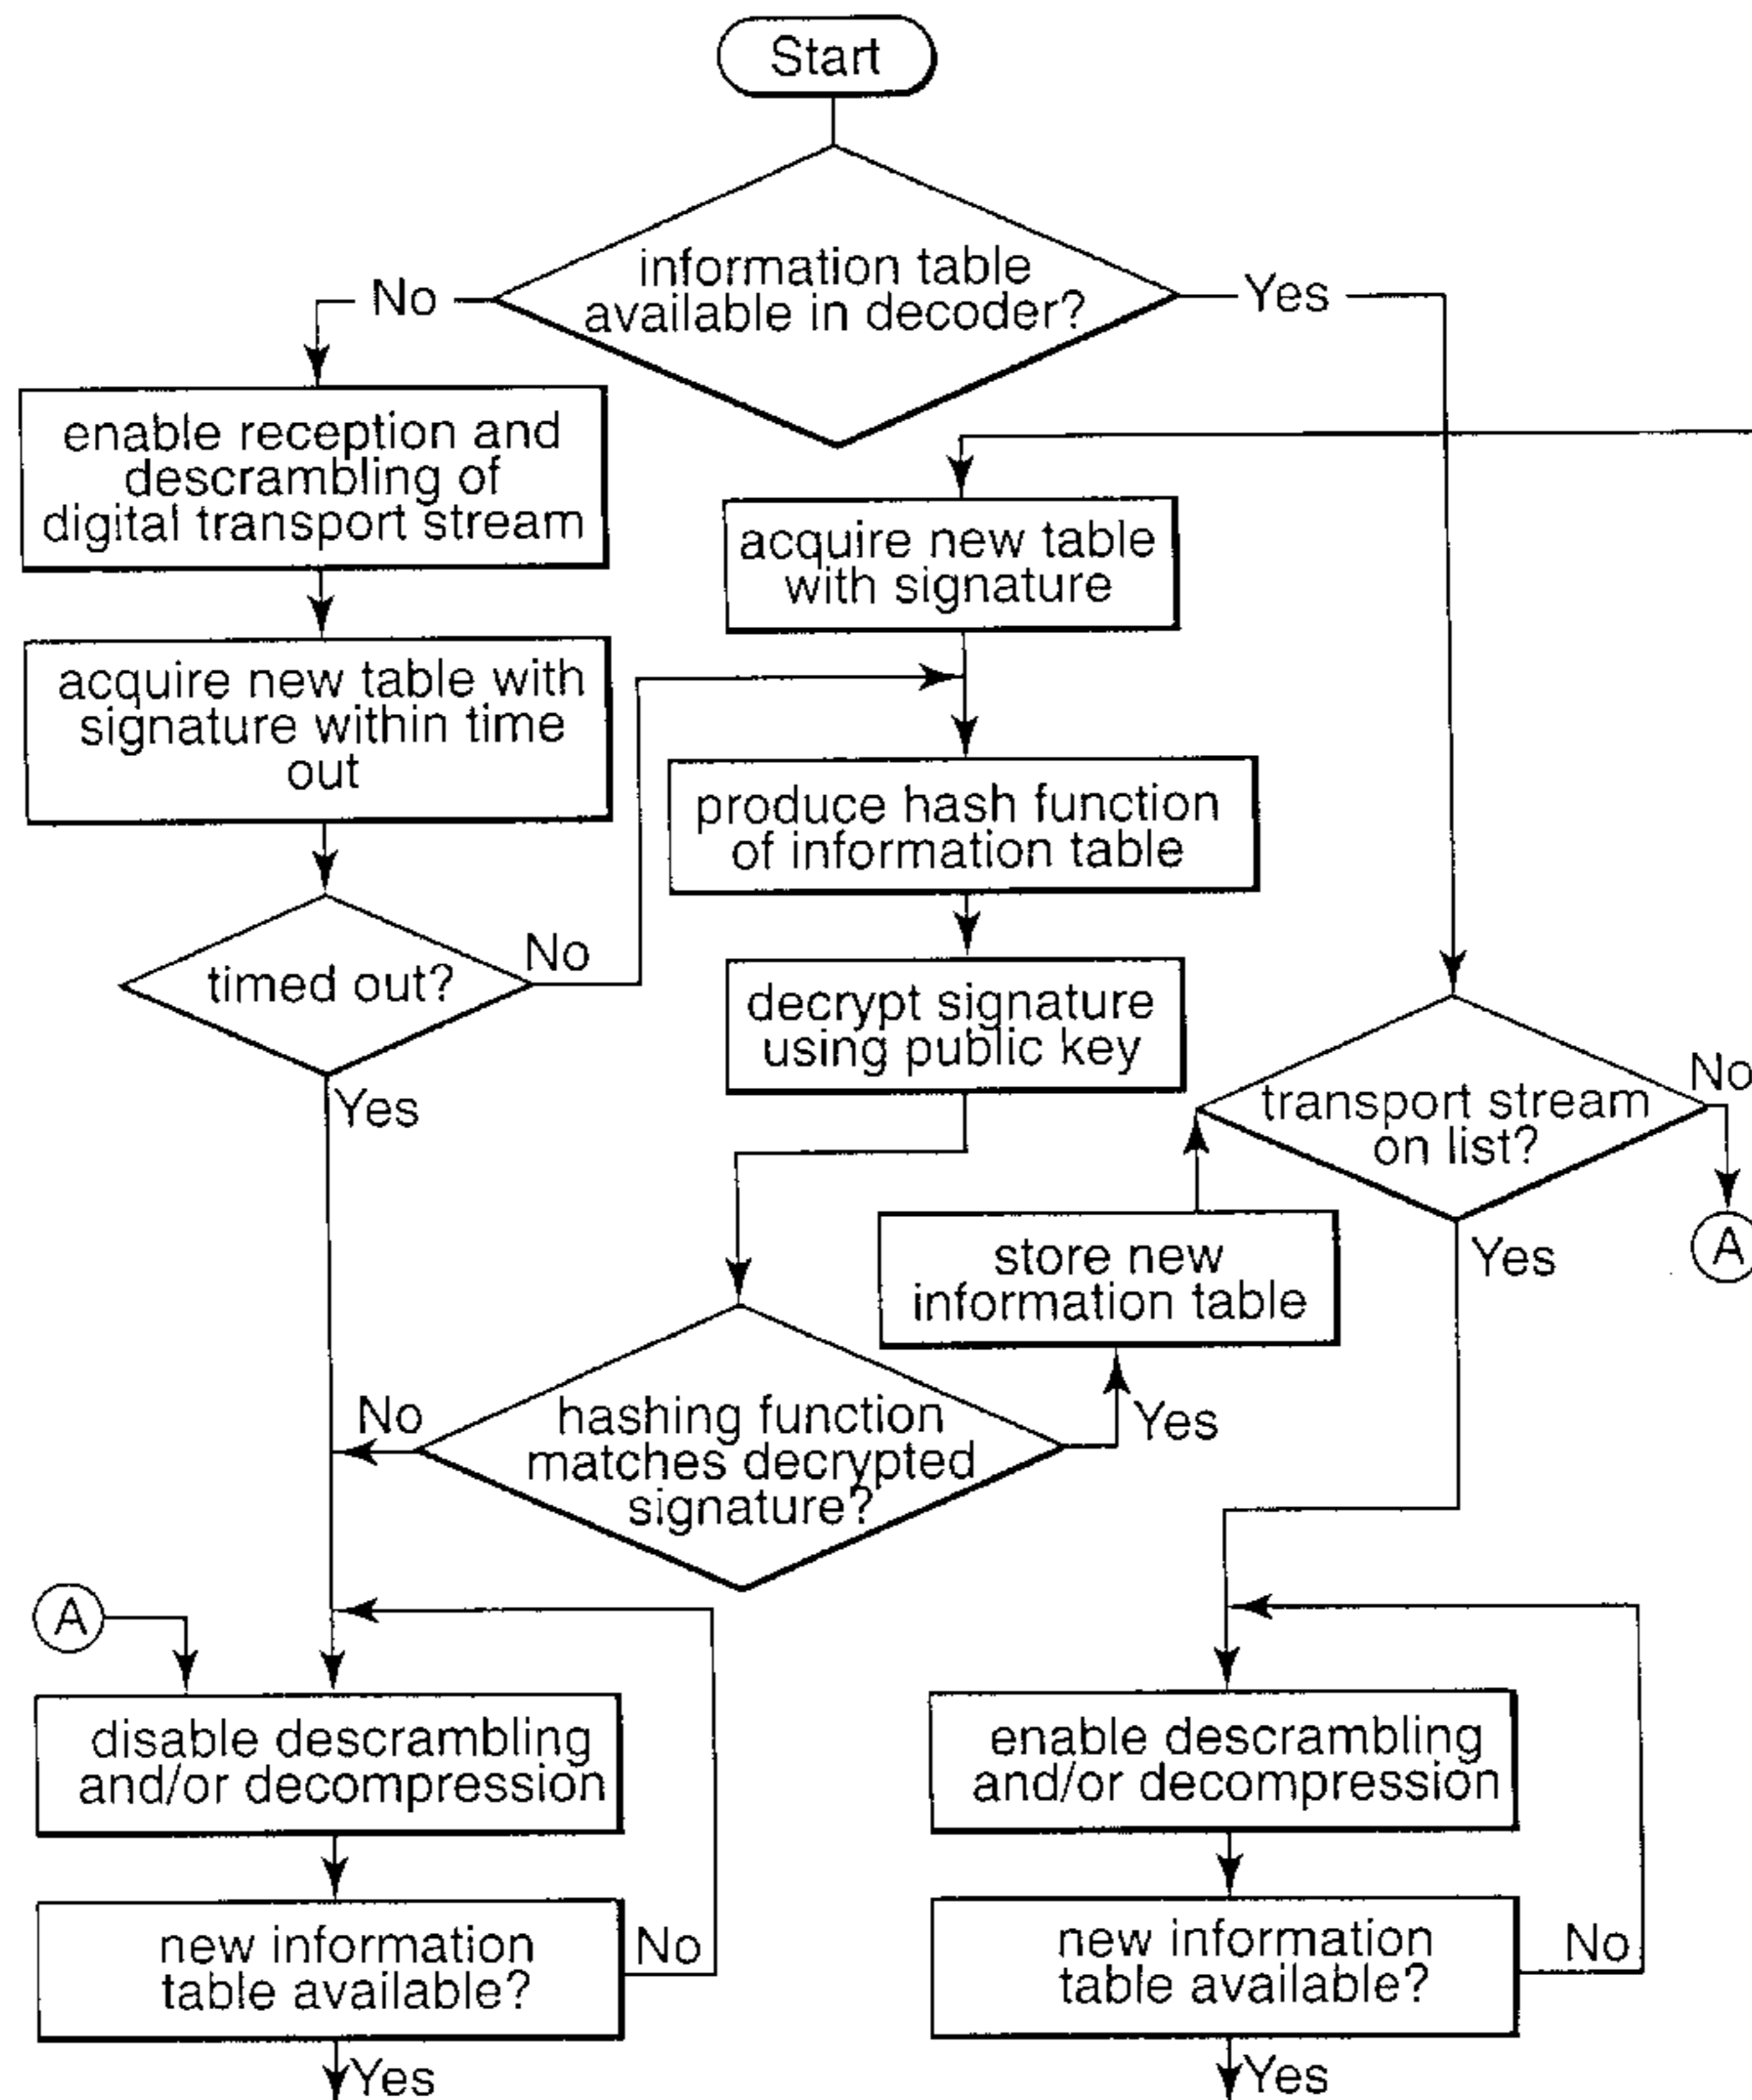 Start
information table
available in decoder?
No
Yes
enable reception and
descrambling of
digital transport stream
acquire new table
with signature
acquire new table with
signature within time
out
produce hash function
of information table
timed out?
No
Yes
decrypt signature
using public key
transport stream
on list?
No
A
Yes
store new
information table
hashing function
matches decrypted
signature?
No
Yes
A
disable descrambling
and/or decompression
enable descrambling
and/or decompression
new information
table available?
No
Yes
new information
table available?
No
Yes